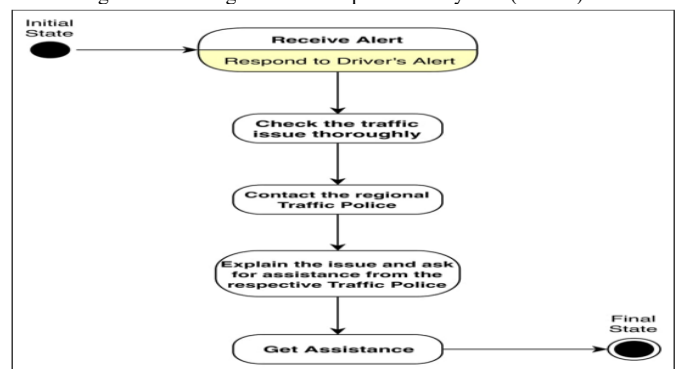 Initial
State
Receive Alert
Respond to Driver's Alert
Check the traffic
issue thoroughly
Contact the regional
Traffic Police
Explain the issue and ask
for assistance from the
respective Traffic Police
Get Assistance
Final
State